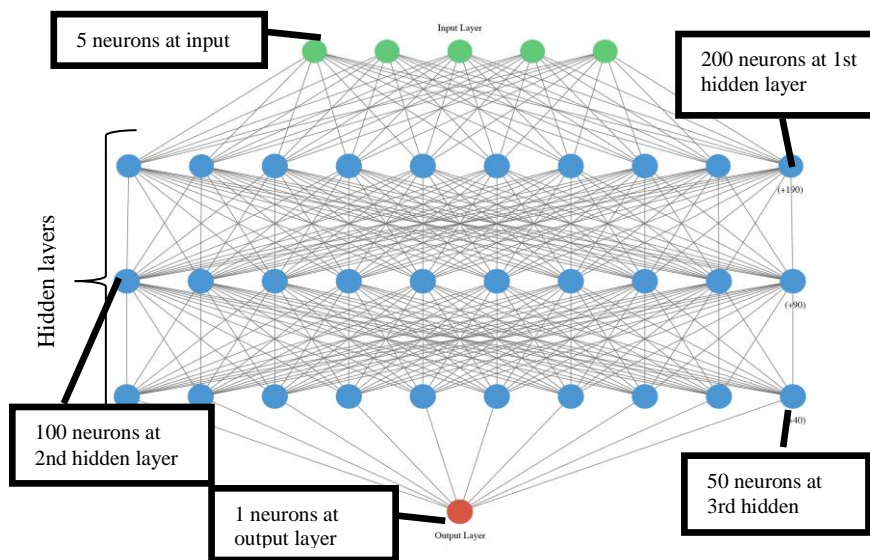 5 neurons at input
Input Layer
200 neurons at 1st
hidden layer
(+190)
Hidden layers
(+90)
100 neurons at
2nd hidden layer
+40)
50 neurons at
3rd hidden
1 neurons at
output layer
Output Layer